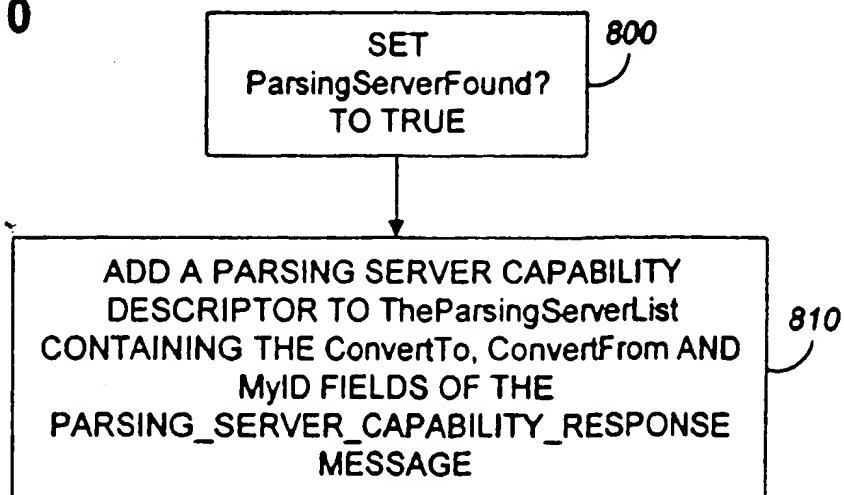 0
800
SET
ParsingServerFound?
TO TRUE
ADD A PARSING SERVER CAPABILITY
DESCRIPTOR TO TheParsingServerList
CONTAINING THE ConvertTo, ConvertFrom AND
MyID FIELDS OF THE
PARSING_SERVER_CAPABILITY_RESPONSE
MESSAGE
810